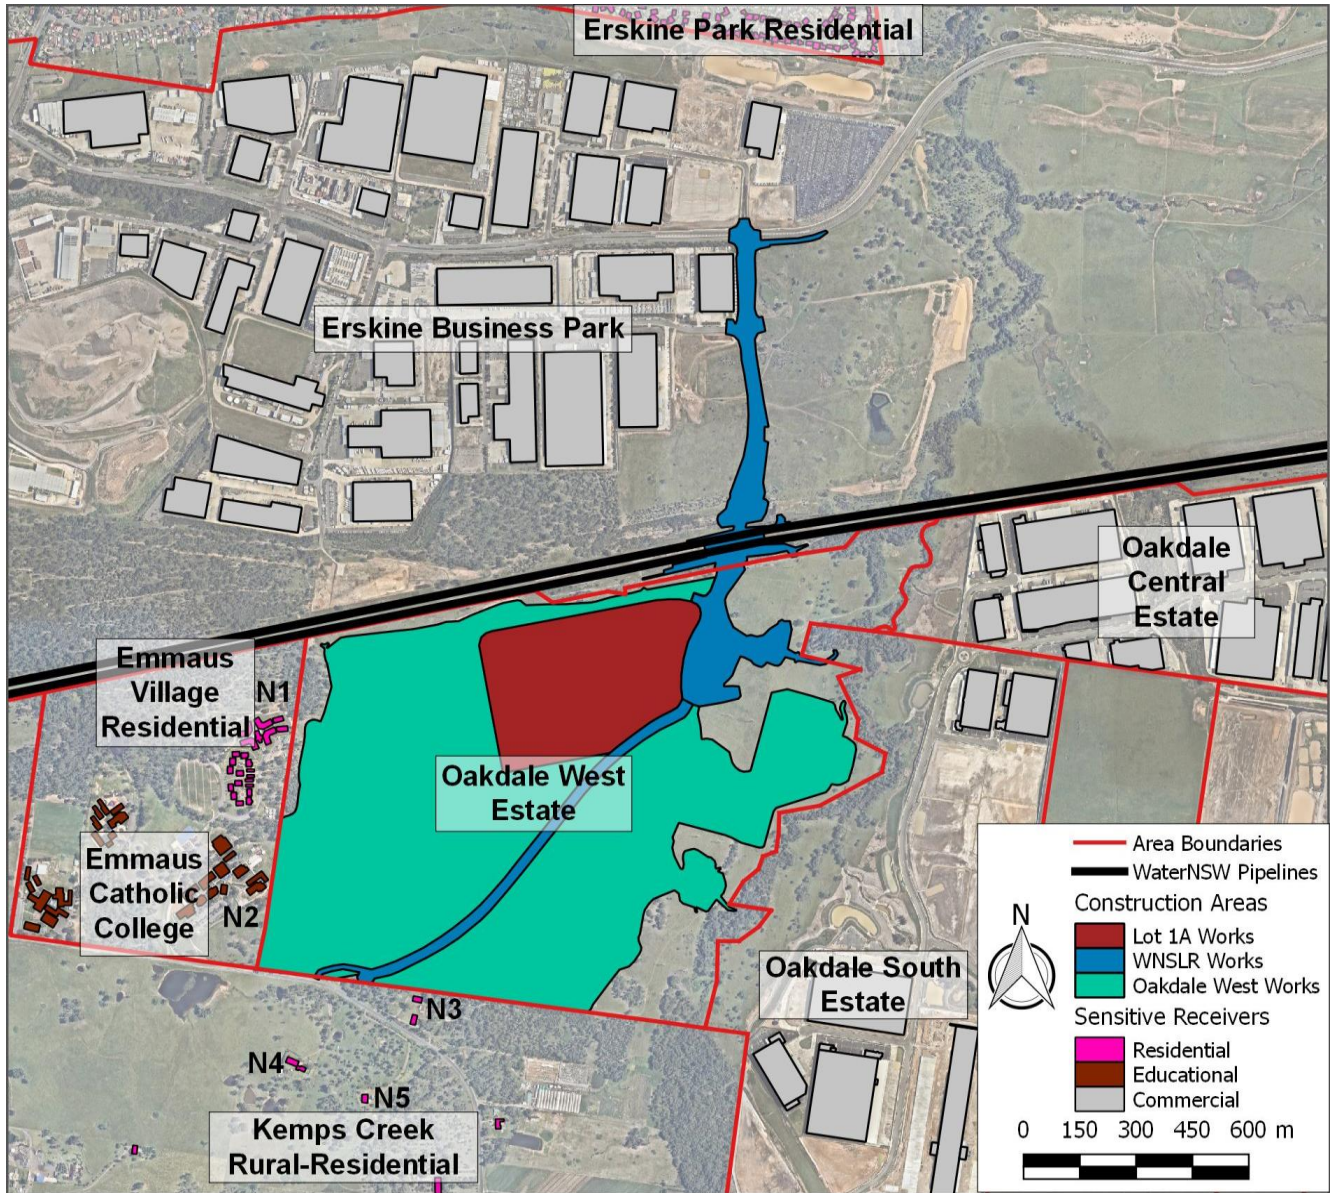 Erskine Park Residential
Erskine Business Park
Oakdale
Central
Estate
Emmaus
Village
Residential
N1
Oakdale West
Estate
Emmaus
Catholic
College
N2
Oakdale South
Estate
N3
N4
N5
Kemps Creek
Rural-Residential
N
Area Boundaries
WaterNSW Pipelines
Construction Areas
Lot 1A Works
WNSLR Works
Oakdale West Works
Sensitive Receivers
Residential
Educational
Commercial
0 150 300 450 600 m